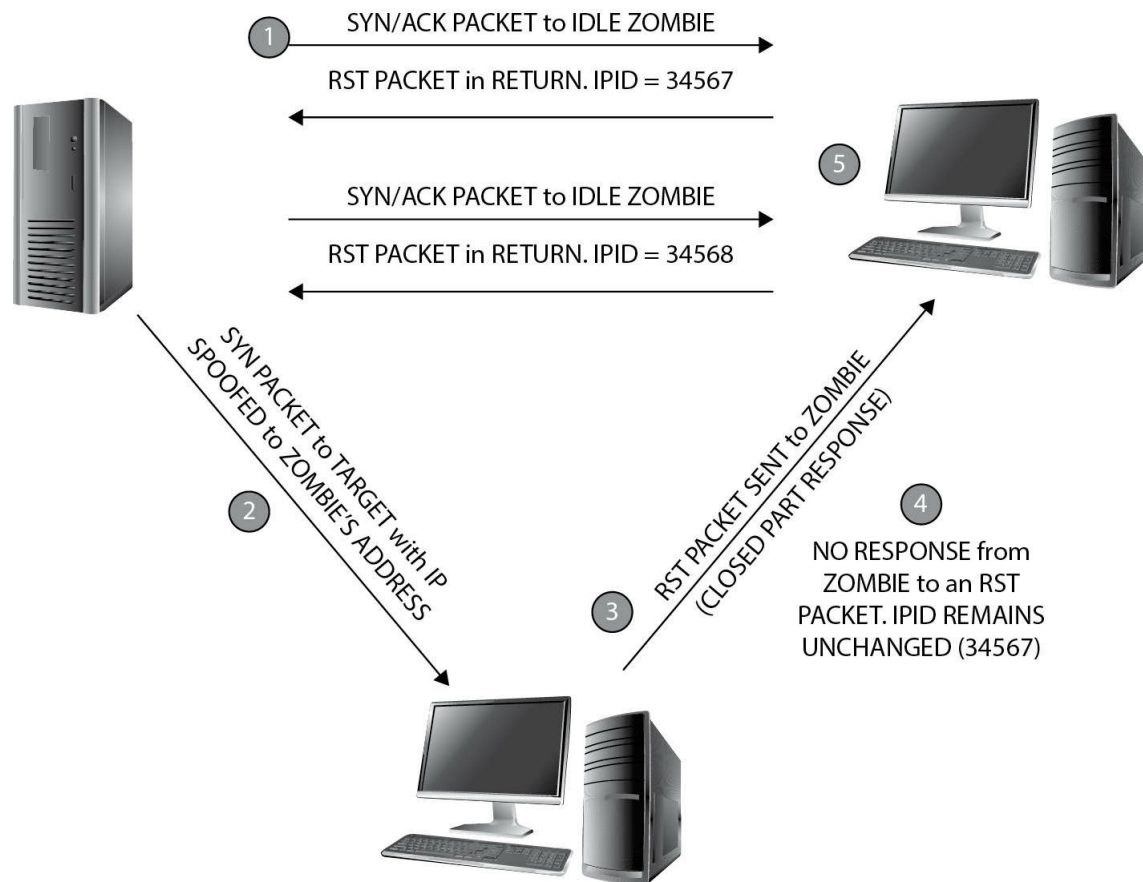 1
SYN/ACK PACKET to IDLE ZOMBIE
RST PACKET in RETURN. IPID = 34567
5
SYN/ACK PACKET to IDLE ZOMBIE
RST PACKET in RETURN. IPID = 34568
SYN PACKET to TARGET with IP
SPOOFED to ZOMBIE'S ADDRESS
2
RST PACKET SENT to ZOMBIE
(CLOSED PART RESPONSE)
3
4
NO RESPONSE from
ZOMBIE to an RST
PACKET. IPID REMAINS
UNCHANGED (34567)